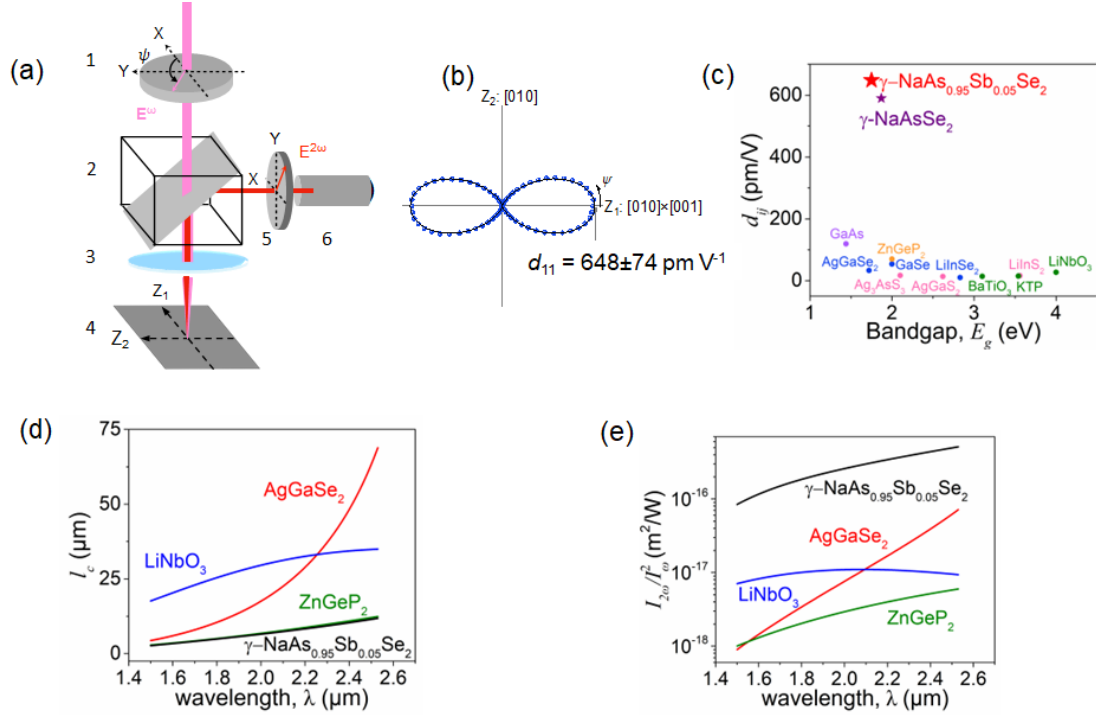 (a)
1
X
ψ
Y
E^ω
2
Y
E^2ω
X
5
6
3
Z₁
4
Z₂
(b)
Z₂: [010]
ψ
Z₁: [010]×[001]
d₁₁ = 648±74 pm V⁻¹
(c)
d_ij (pm/V)
600
400
200
0
γ–NaAs₀.₉₅Sb₀.₀₅Se₂
γ-NaAsSe₂
GaAs
ZnGeP₂
LiInS₂
LiNbO₃
AgGaSe₂
GaSe
LiInSe₂
Ag₃AsS₃
AgGaS₂
BaTiO₃
KTP
1
2
3
4
Bandgap, E_g (eV)
(d)
l_c (µm)
75
50
25
0
AgGaSe₂
LiNbO₃
ZnGeP₂
γ–NaAs₀.₉₅Sb₀.₀₅Se₂
1.4 1.6 1.8 2.0 2.2 2.4 2.6
wavelength, λ (µm)
(e)
I₂ω/I²ω (m²/W)
10⁻¹⁶
10⁻¹⁷
10⁻¹⁸
γ–NaAs₀.₉₅Sb₀.₀₅Se₂
AgGaSe₂
LiNbO₃
ZnGeP₂
1.4 1.6 1.8 2.0 2.2 2.4 2.6
wavelength, λ (µm)